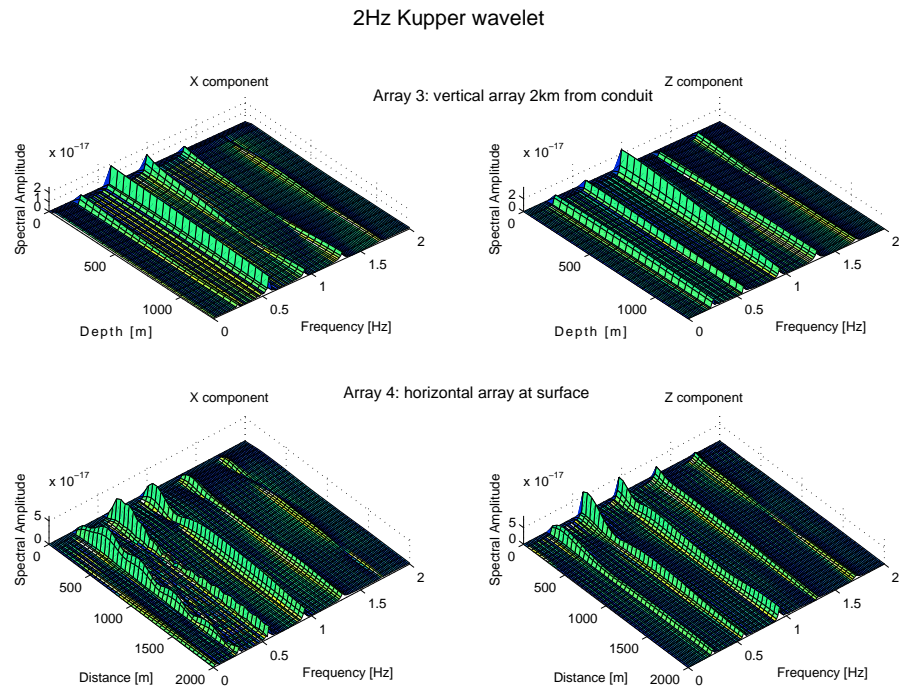 2Hz Kupper wavelet
X component
Z component
Array 3: vertical array 2km from conduit
x 10⁻¹⁷
Spectral Amplitude
2
1
0
0
500
1000
Depth [m]
0
0.5
1
1.5
2
Frequency [Hz]
x 10⁻¹⁷
Spectral Amplitude
2
0
0
500
1000
Depth [m]
0
0.5
1
1.5
2
Frequency [Hz]
Array 4: horizontal array at surface
X component
Z component
x 10⁻¹⁷
Spectral Amplitude
5
0
0
500
1000
1500
2000
Distance [m]
0
0.5
1
1.5
2
Frequency [Hz]
x 10⁻¹⁷
Spectral Amplitude
5
0
0
500
1000
1500
2000
Distance [m]
0
0.5
1
1.5
2
Frequency [Hz]